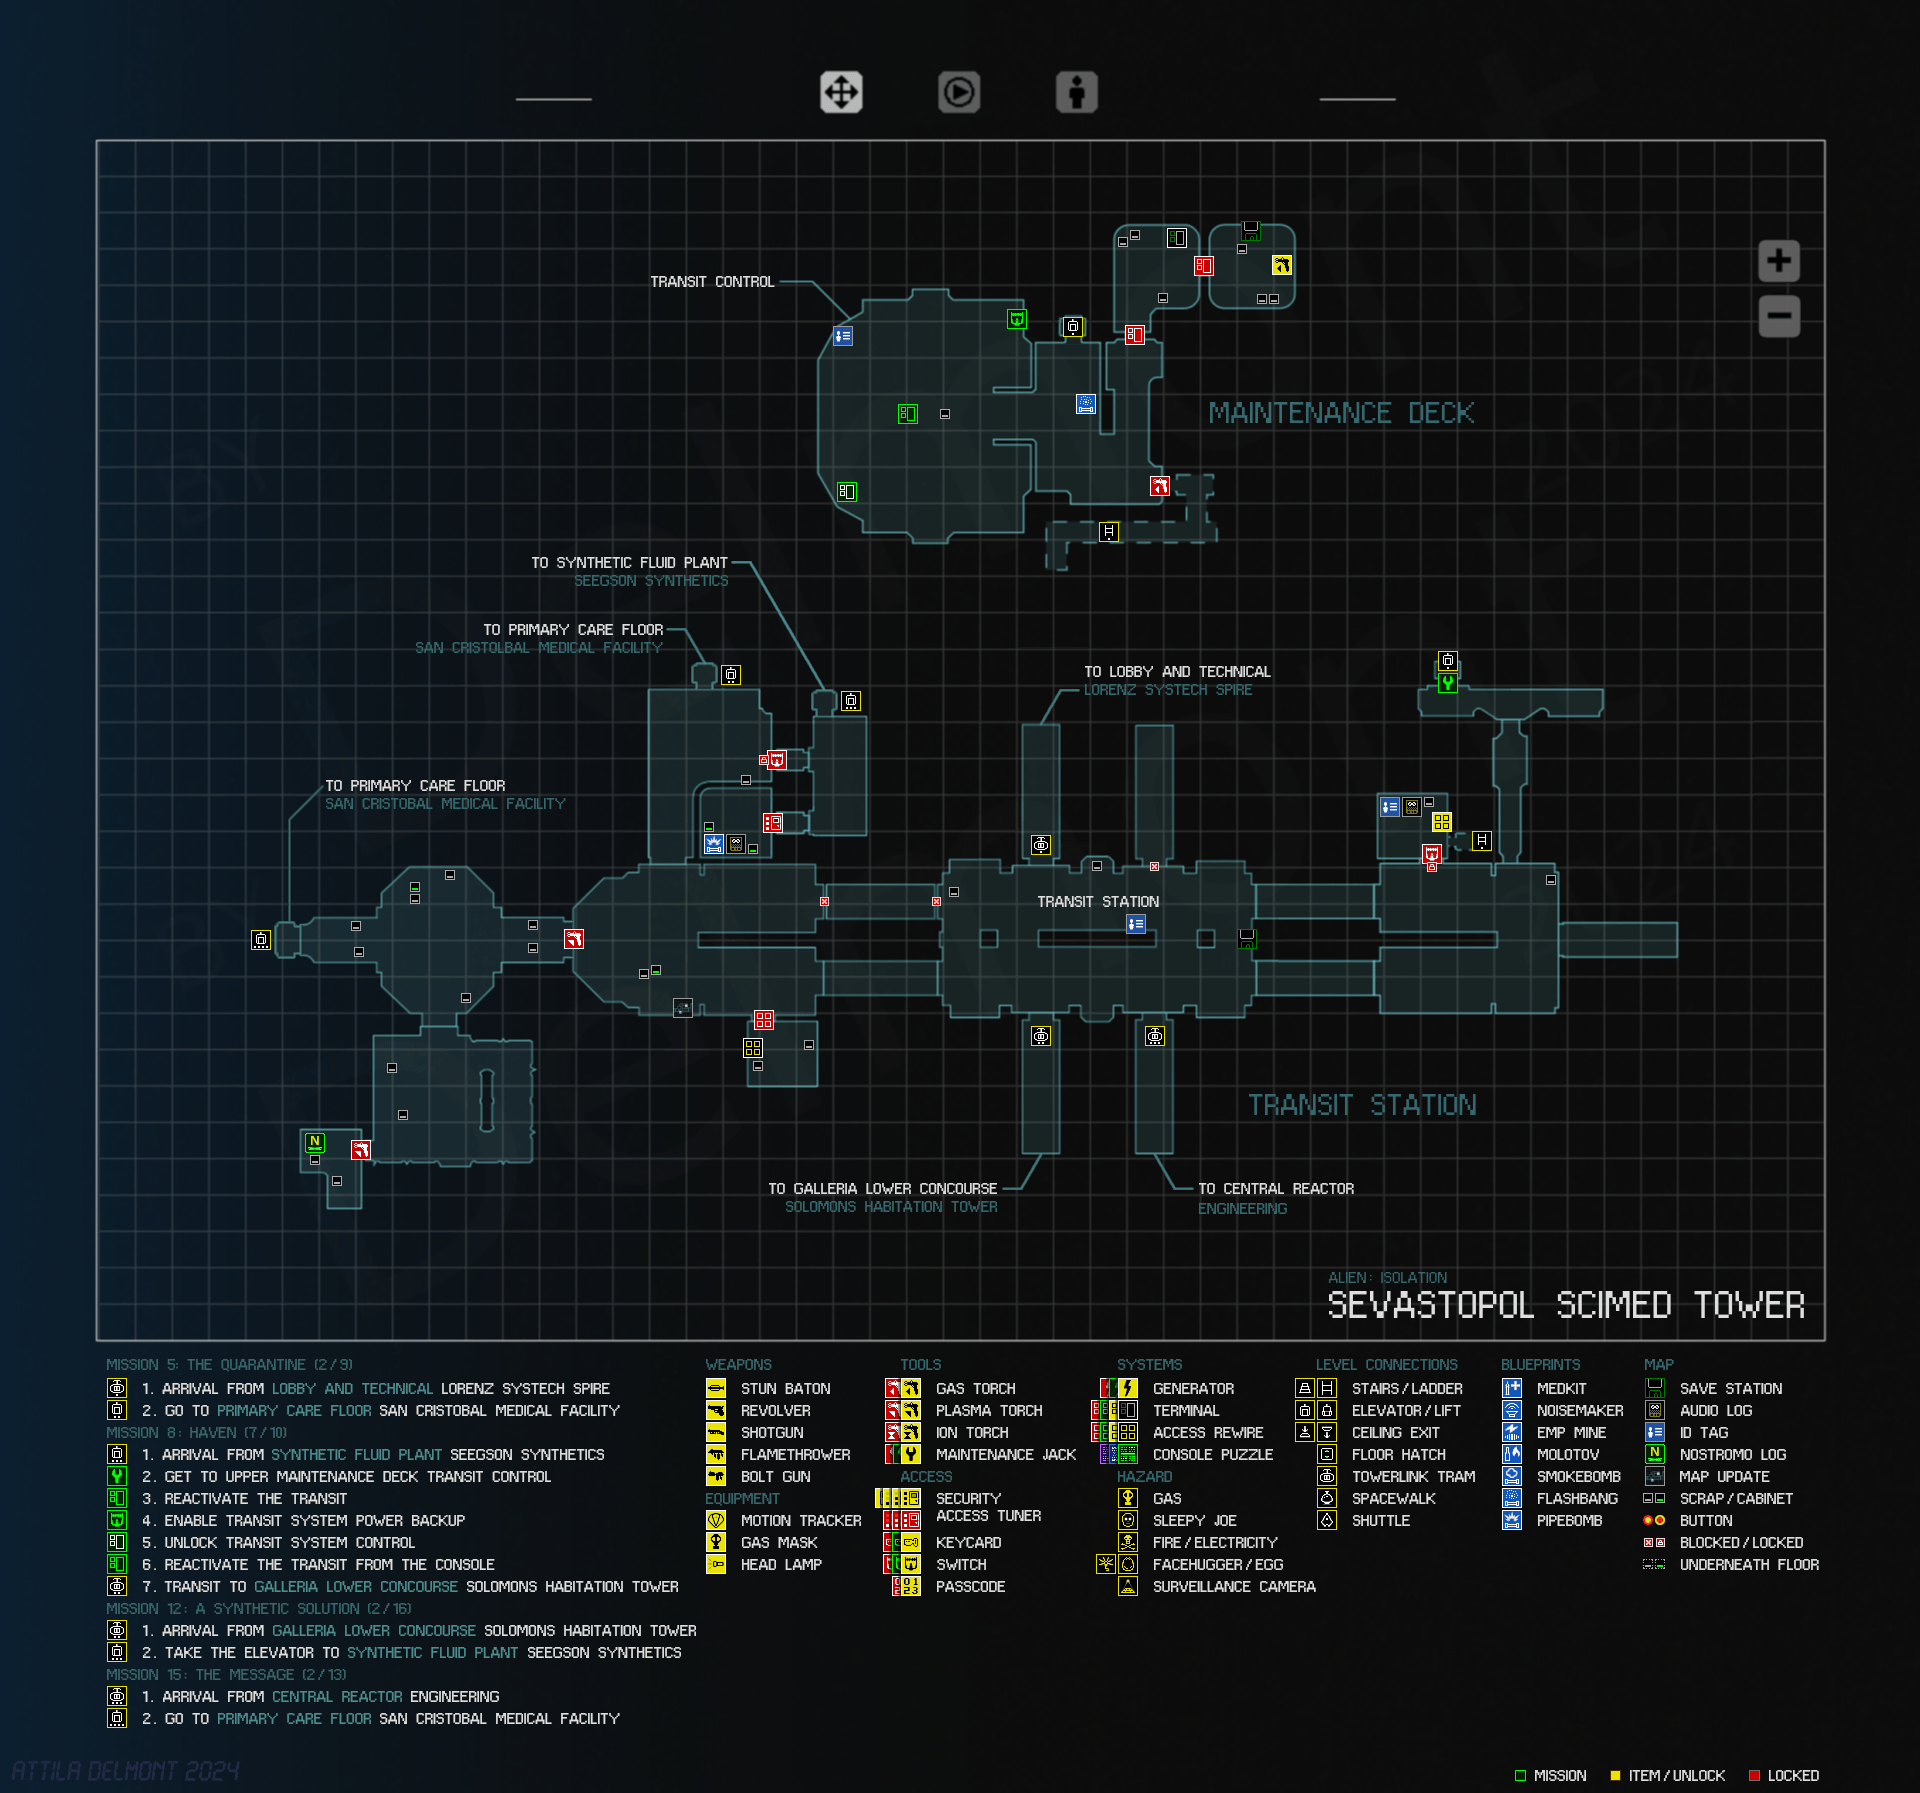 TRANSIT CONTROL
MAINTENANCE DECK
TO SYNTHETIC FLUID PLANT
SEEGSON SYNTHETICS
TO PRIMARY CARE FLOOR
SAN CRISTOLBAL MEDICAL FACILITY
TO LOBBY AND TECHNICAL
LORENZ SYSTECH SPIRE
TO PRIMARY CARE FLOOR
SAN CRISTOBAL MEDICAL FACILITY
TRANSIT STATION
TRANSIT STATION
TO GALLERIA LOWER CONCOURSE
SOLOMONS HABITATION TOWER
TO CENTRAL REACTOR
ENGINEERING
ALIEN: ISOLATION
SEVASTOPOL SCIMED TOWER
MISSION 5: THE QUARANTINE (2/9)
1. ARRIVAL FROM LOBBY AND TECHNICAL LORENZ SYSTECH SPIRE
2. GO TO PRIMARY CARE FLOOR SAN CRISTOBAL MEDICAL FACILITY
MISSION 8: HAVEN (7/10)
1. ARRIVAL FROM SYNTHETIC FLUID PLANT SEEGSON SYNTHETICS
2. GET TO UPPER MAINTENANCE DECK TRANSIT CONTROL
3. REACTIVATE THE TRANSIT
4. ENABLE TRANSIT SYSTEM POWER BACKUP
5. UNLOCK TRANSIT SYSTEM CONTROL
6. REACTIVATE THE TRANSIT FROM THE CONSOLE
7. TRANSIT TO GALLERIA LOWER CONCOURSE SOLOMONS HABITATION TOWER
MISSION 12: A SYNTHETIC SOLUTION (2/16)
1. ARRIVAL FROM GALLERIA LOWER CONCOURSE SOLOMONS HABITATION TOWER
2. TAKE THE ELEVATOR TO SYNTHETIC FLUID PLANT SEEGSON SYNTHETICS
MISSION 15: THE MESSAGE (2/13)
1. ARRIVAL FROM CENTRAL REACTOR ENGINEERING
2. GO TO PRIMARY CARE FLOOR SAN CRISTOBAL MEDICAL FACILITY
WEAPONS
STUN BATON
REVOLVER
SHOTGUN
FLAMETHROWER
BOLT GUN
EQUIPMENT
MOTION TRACKER
GAS MASK
HEAD LAMP
TOOLS
GAS TORCH
PLASMA TORCH
ION TORCH
MAINTENANCE JACK
ACCESS
SECURITY
ACCESS TUNER
KEYCARD
SWITCH
PASSCODE
SYSTEMS
GENERATOR
TERMINAL
ACCESS REWIRE
CONSOLE PUZZLE
HAZARD
GAS
SLEEPY JOE
FIRE/ELECTRICITY
FACEHUGGER/EGG
SURVEILLANCE CAMERA
LEVEL CONNECTIONS
STAIRS/LADDER
ELEVATOR/LIFT
CEILING EXIT
FLOOR HATCH
TOWERLINK TRAM
SPACEWALK
SHUTTLE
BLUEPRINTS
MEDKIT
NOISEMAKER
EMP MINE
MOLOTOV
SMOKEBOMB
FLASHBANG
PIPEBOMB
MAP
SAVE STATION
AUDIO LOG
ID TAG
NOSTROMO LOG
MAP UPDATE
SCRAP/CABINET
BUTTON
BLOCKED/LOCKED
UNDERNEATH FLOOR
ATTILA DELMONT 2024
MISSION
ITEM/UNLOCK
LOCKED